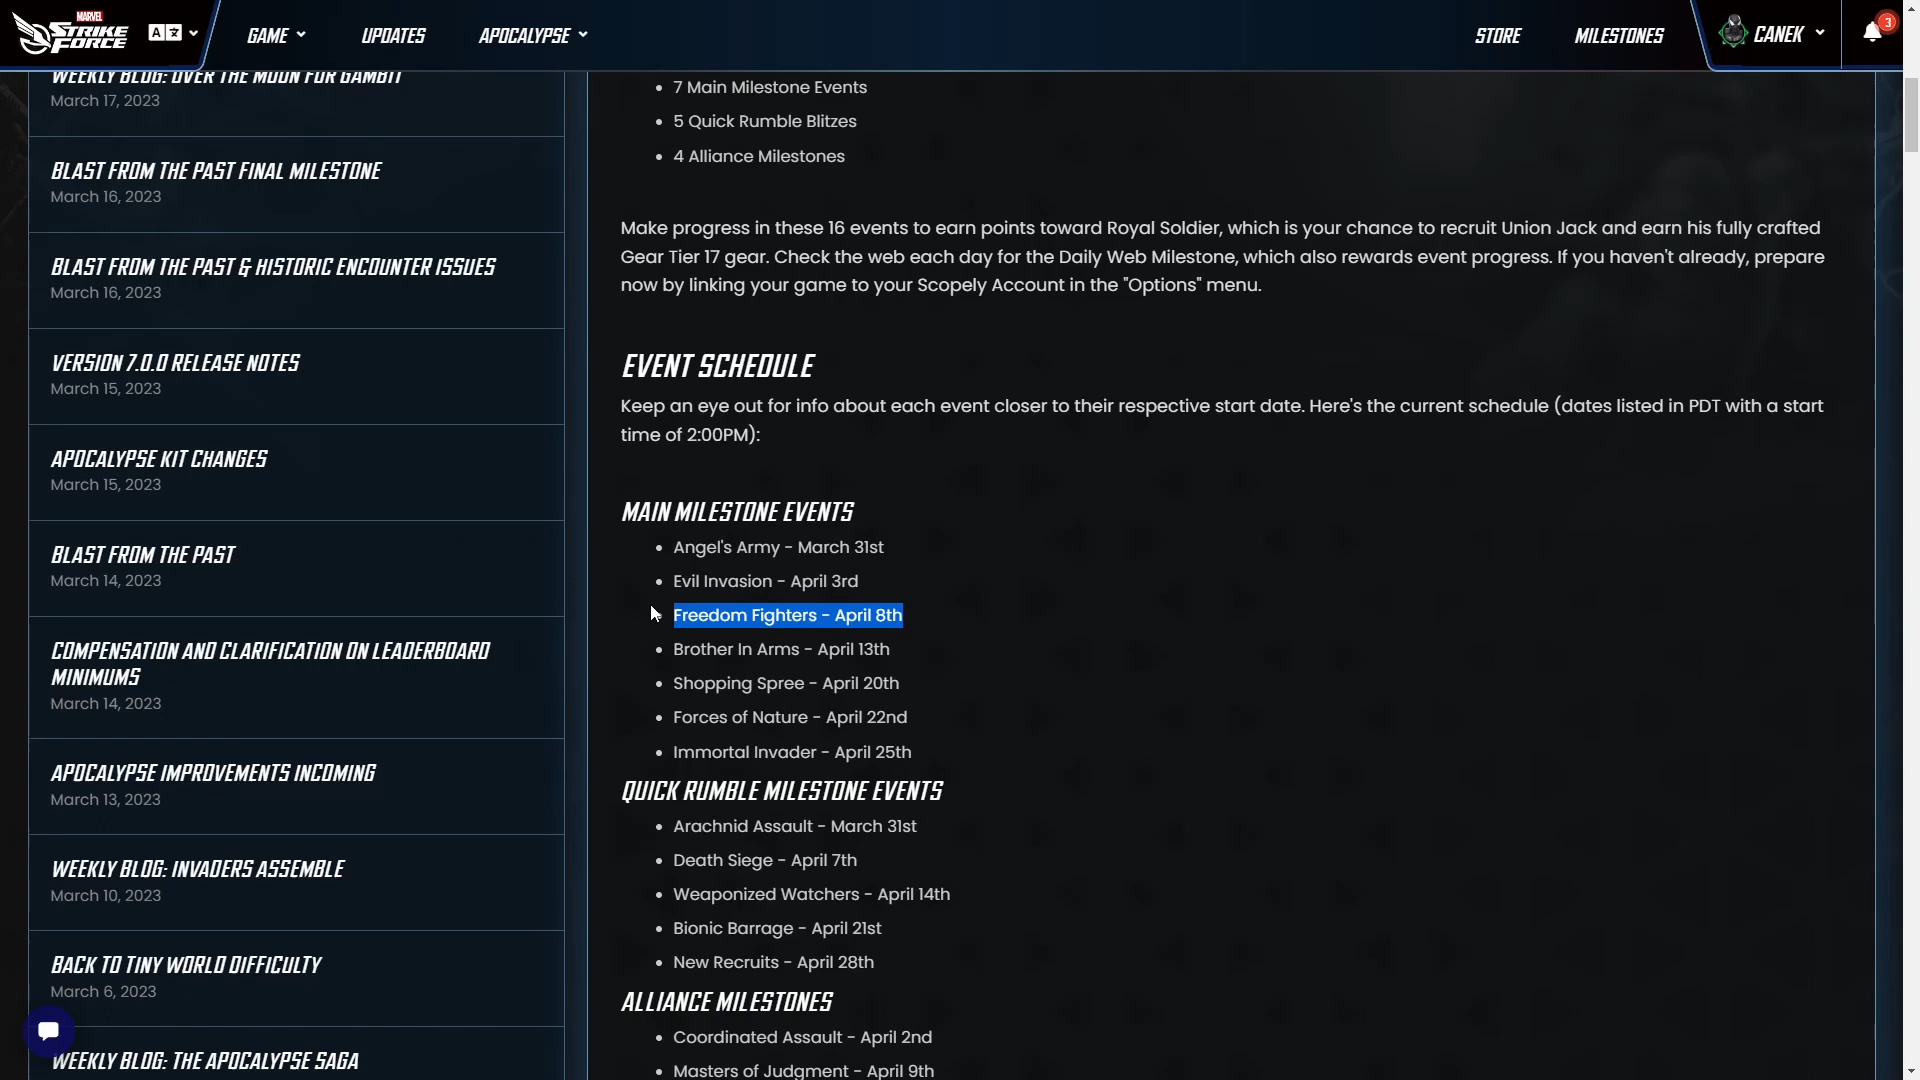 MARVEL
STRIKE
FORCE
A
GAME
UPDATES
APOCALYPSE
STORE
MILESTONES
CANEK
3
WEEKLY BLOG: OVER THE MOON FOR GAMBIT
March 17, 2023
BLAST FROM THE PAST FINAL MILESTONE
March 16, 2023
BLAST FROM THE PAST & HISTORIC ENCOUNTER ISSUES
March 16, 2023
VERSION 7.0.0 RELEASE NOTES
March 15, 2023
APOCALYPSE KIT CHANGES
March 15, 2023
BLAST FROM THE PAST
March 14, 2023
COMPENSATION AND CLARIFICATION ON LEADERBOARD
MINIMUMS
March 14, 2023
APOCALYPSE IMPROVEMENTS INCOMING
March 13, 2023
WEEKLY BLOG: INVADERS ASSEMBLE
March 10, 2023
BACK TO TINY WORLD DIFFICULTY
March 6, 2023
WEEKLY BLOG: THE APOCALYPSE SAGA
• 7 Main Milestone Events
• 5 Quick Rumble Blitzes
• 4 Alliance Milestones
Make progress in these 16 events to earn points toward Royal Soldier, which is your chance to recruit Union Jack and earn his fully crafted
Gear Tier 17 gear. Check the web each day for the Daily Web Milestone, which also rewards event progress. If you haven't already, prepare
now by linking your game to your Scopely Account in the "Options" menu.
EVENT SCHEDULE
Keep an eye out for info about each event closer to their respective start date. Here's the current schedule (dates listed in PDT with a start
time of 2:00PM):
MAIN MILESTONE EVENTS
• Angel's Army - March 31st
• Evil Invasion - April 3rd
• Freedom Fighters - April 8th
• Brother In Arms - April 13th
• Shopping Spree - April 20th
• Forces of Nature - April 22nd
• Immortal Invader - April 25th
QUICK RUMBLE MILESTONE EVENTS
• Arachnid Assault - March 31st
• Death Siege - April 7th
• Weaponized Watchers - April 14th
• Bionic Barrage - April 21st
• New Recruits - April 28th
ALLIANCE MILESTONES
• Coordinated Assault - April 2nd
• Masters of Judgment - April 9th